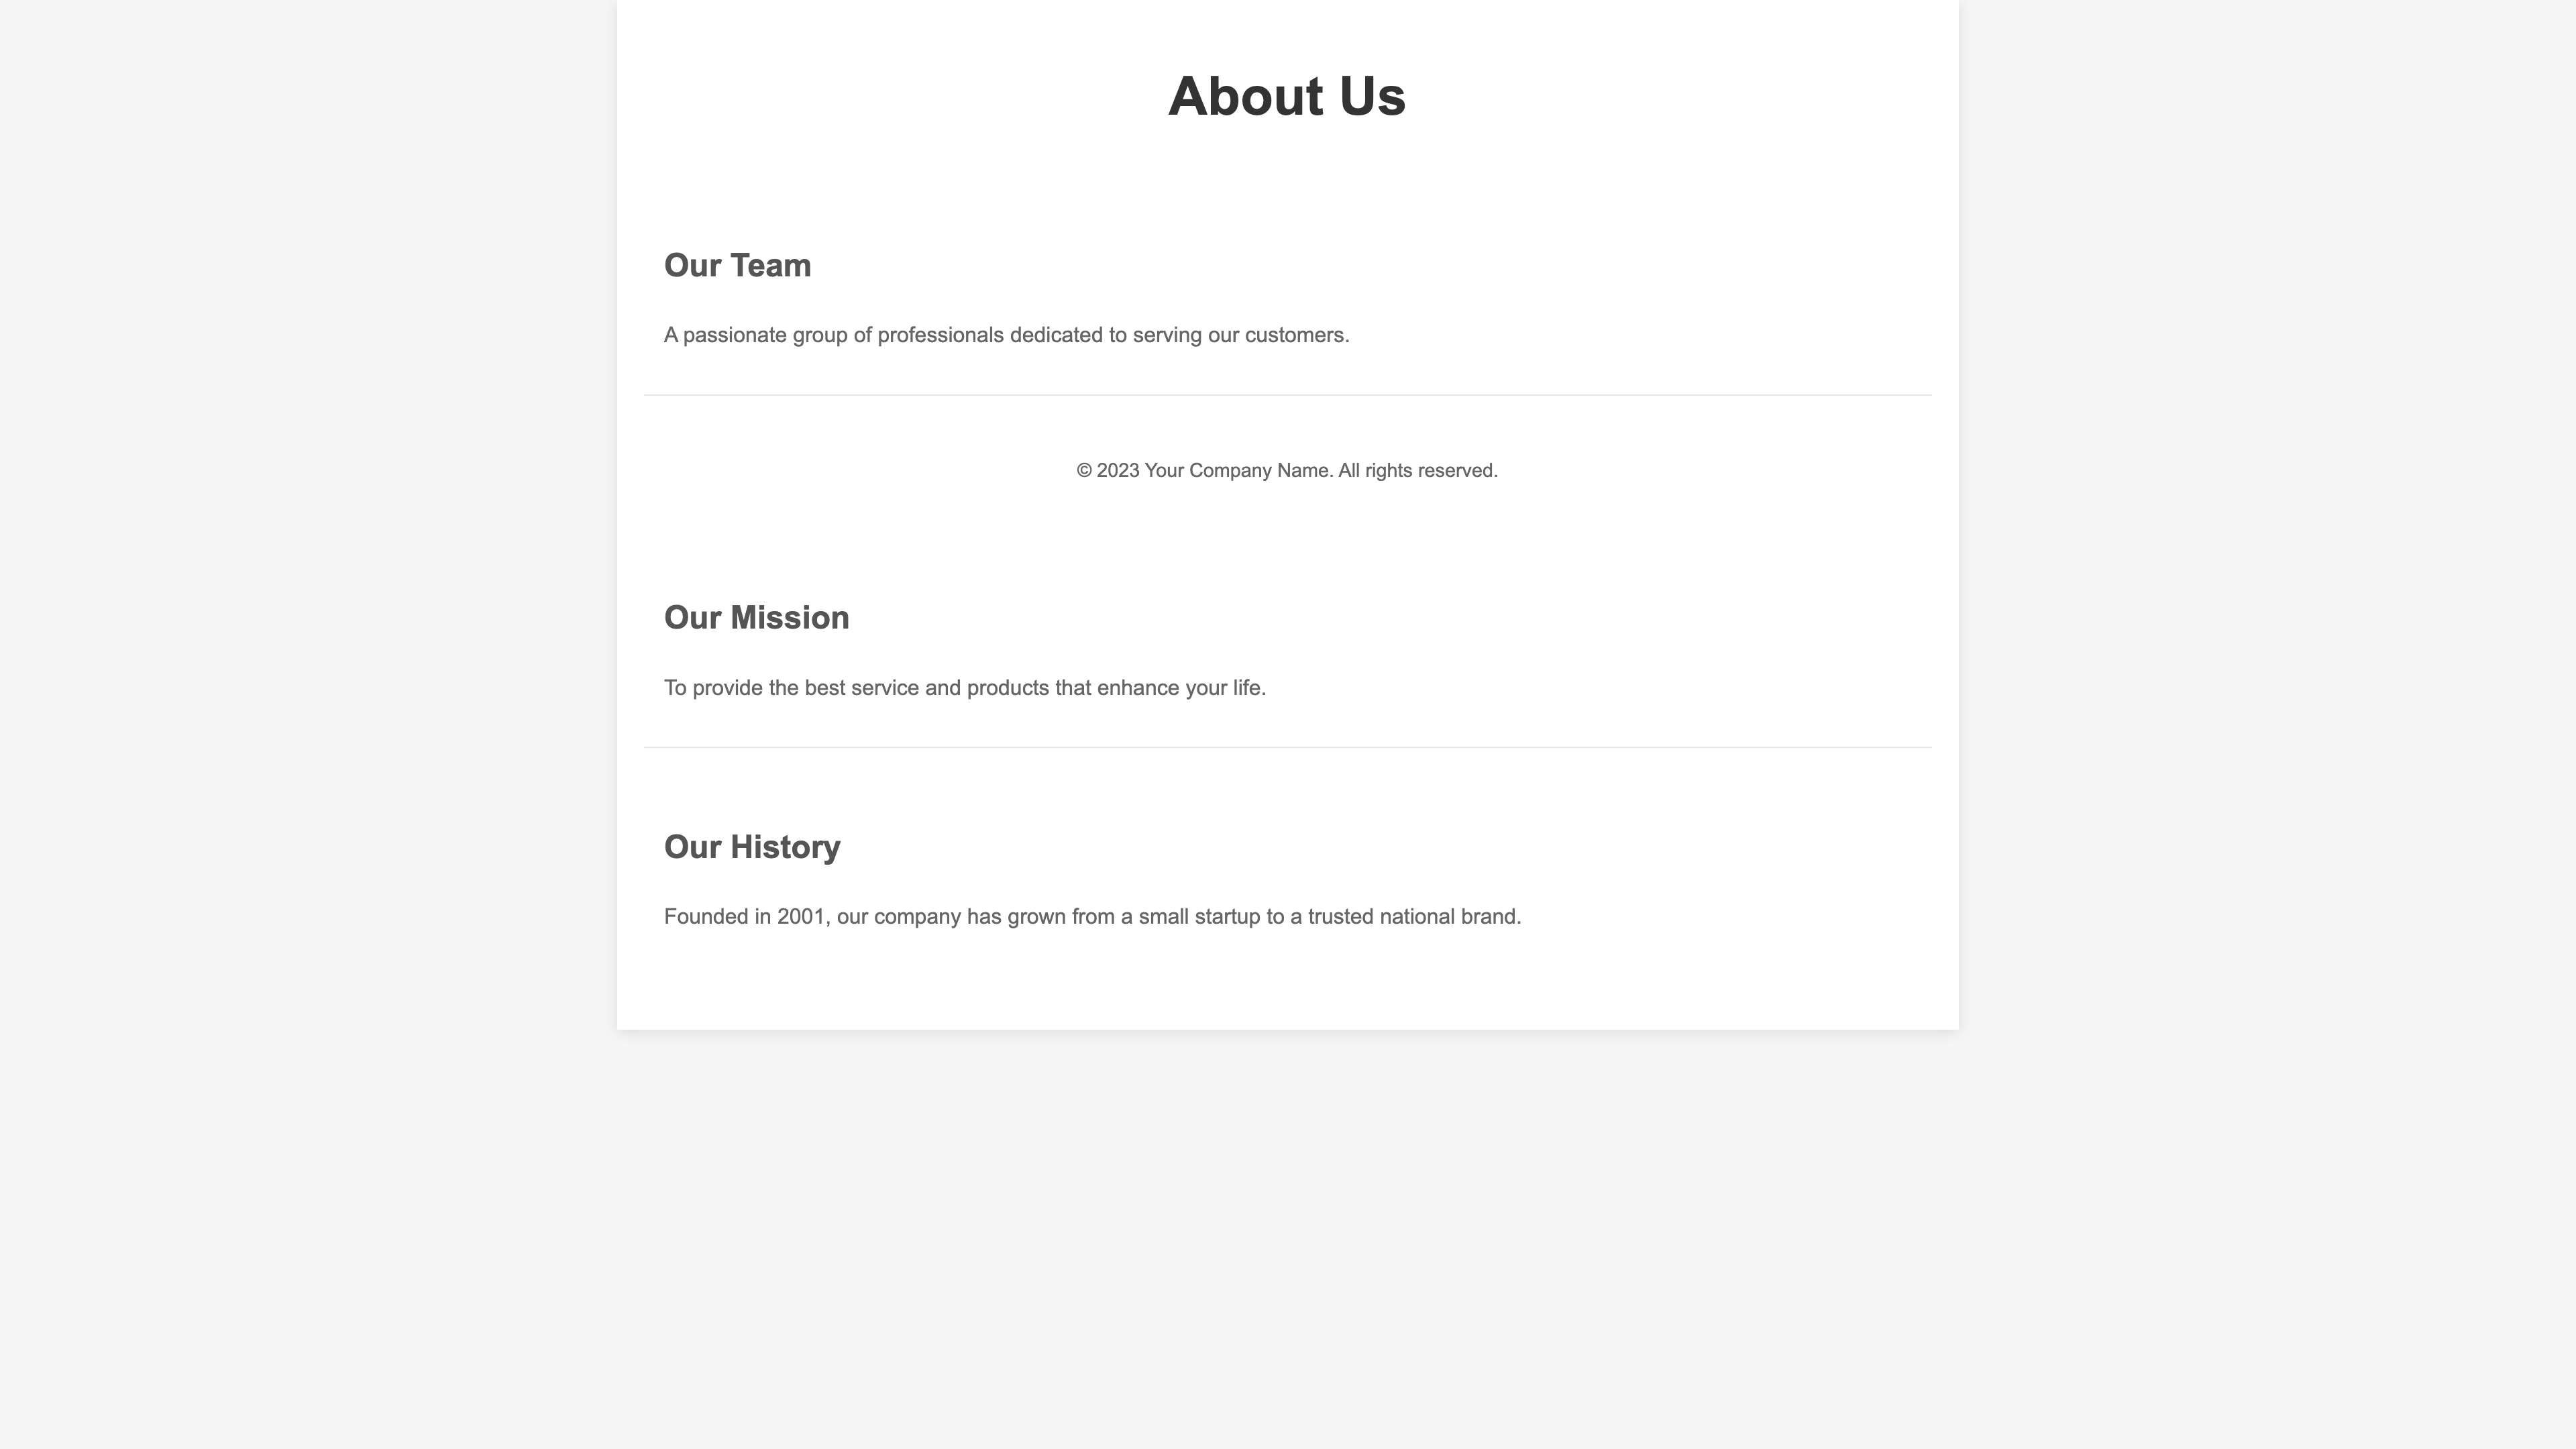 About Us
Our Team
A passionate group of professionals dedicated to serving our customers.
© 2023 Your Company Name. All rights reserved.
Our Mission
To provide the best service and products that enhance your life.
Our History
Founded in 2001, our company has grown from a small startup to a trusted national brand.